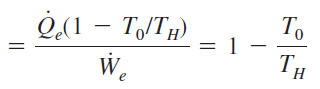 = Q̇ₑ(1 − T₀/T_H) / Ẇₑ = 1 − T₀ / T_H